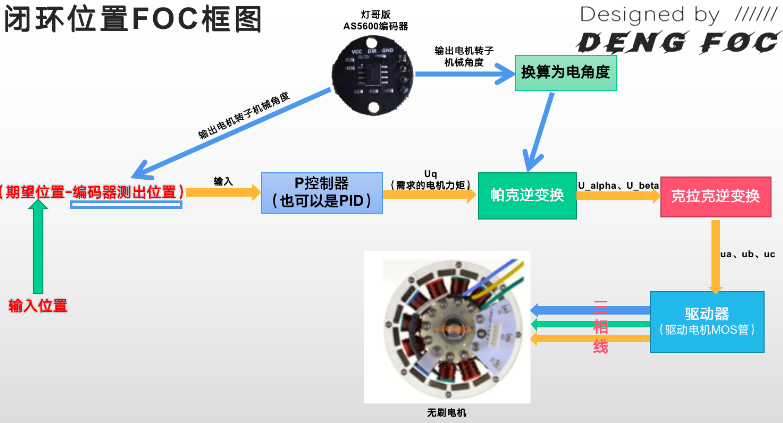 闭环位置FOC框图
Designed by //////
DENG FOC
灯哥版
AS5600编码器
VCC DIR GND
输出电机转子
机械角度
换算为电角度
输出电机转子机械角度
(期望位置-编码器测出位置)
输入
P控制器
(也可以是PID)
Uq
(需求的电机力矩)
帕克逆变换
U_alpha、U_beta
克拉克逆变换
ua、ub、uc
输入位置
三相线
驱动器
(驱动电机MOS管)
无刷电机